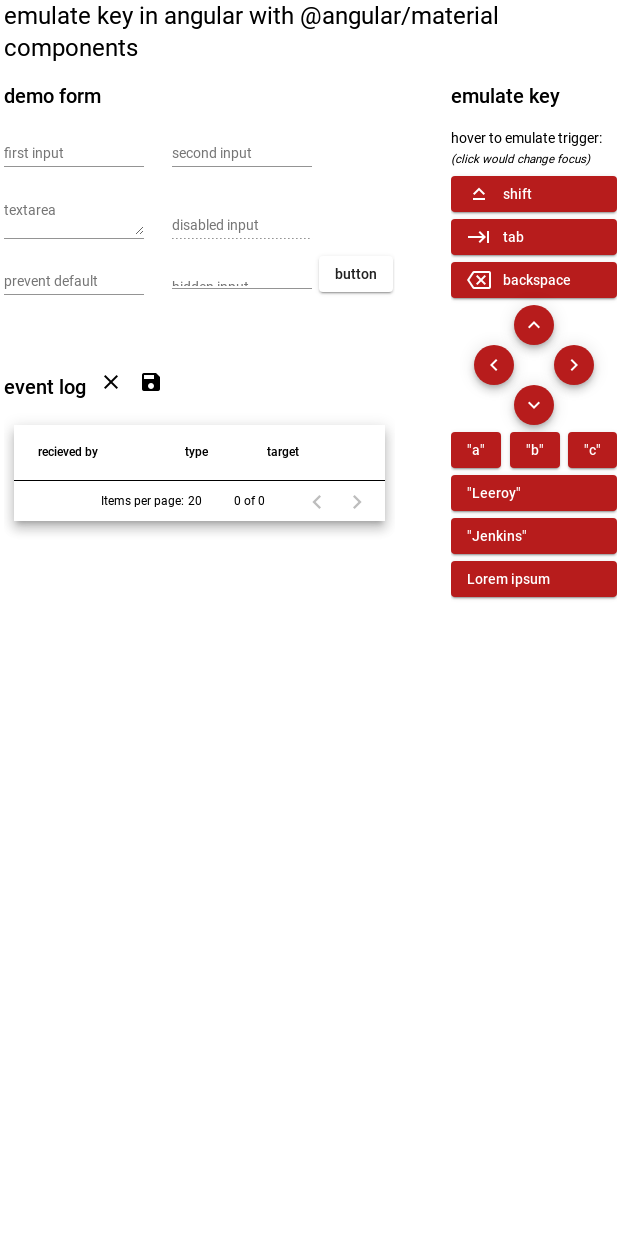 emulate key in angular with @angular/material
components
demo form
first input
second input
textarea
disabled input
prevent default
hidden input
button
event log
recieved by
type
target
Items per page: 20
0 of 0
emulate key
hover to emulate trigger:
(click would change focus)
shift
tab
backspace
"a"
"b"
"c"
"Leeroy"
"Jenkins"
Lorem ipsum